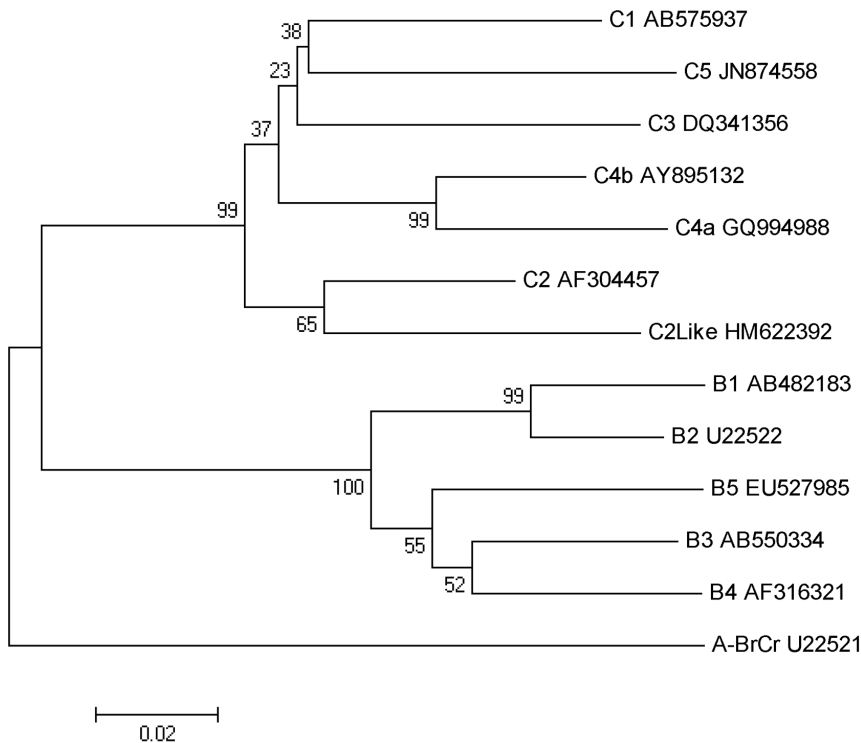 C1 AB575937
38
C5 JN874558
23
C3 DQ341356
37
C4b AY895132
99
C4a GQ994988
99
C2 AF304457
65
C2Like HM622392
B1 AB482183
99
B2 U22522
100
B5 EU527985
55
B3 AB550334
52
B4 AF316321
A-BrCr U22521
0.02